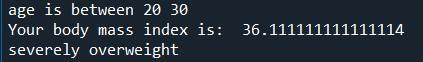 age is between 20 30
Your body mass index is:  36.111111111111114
severely overweight